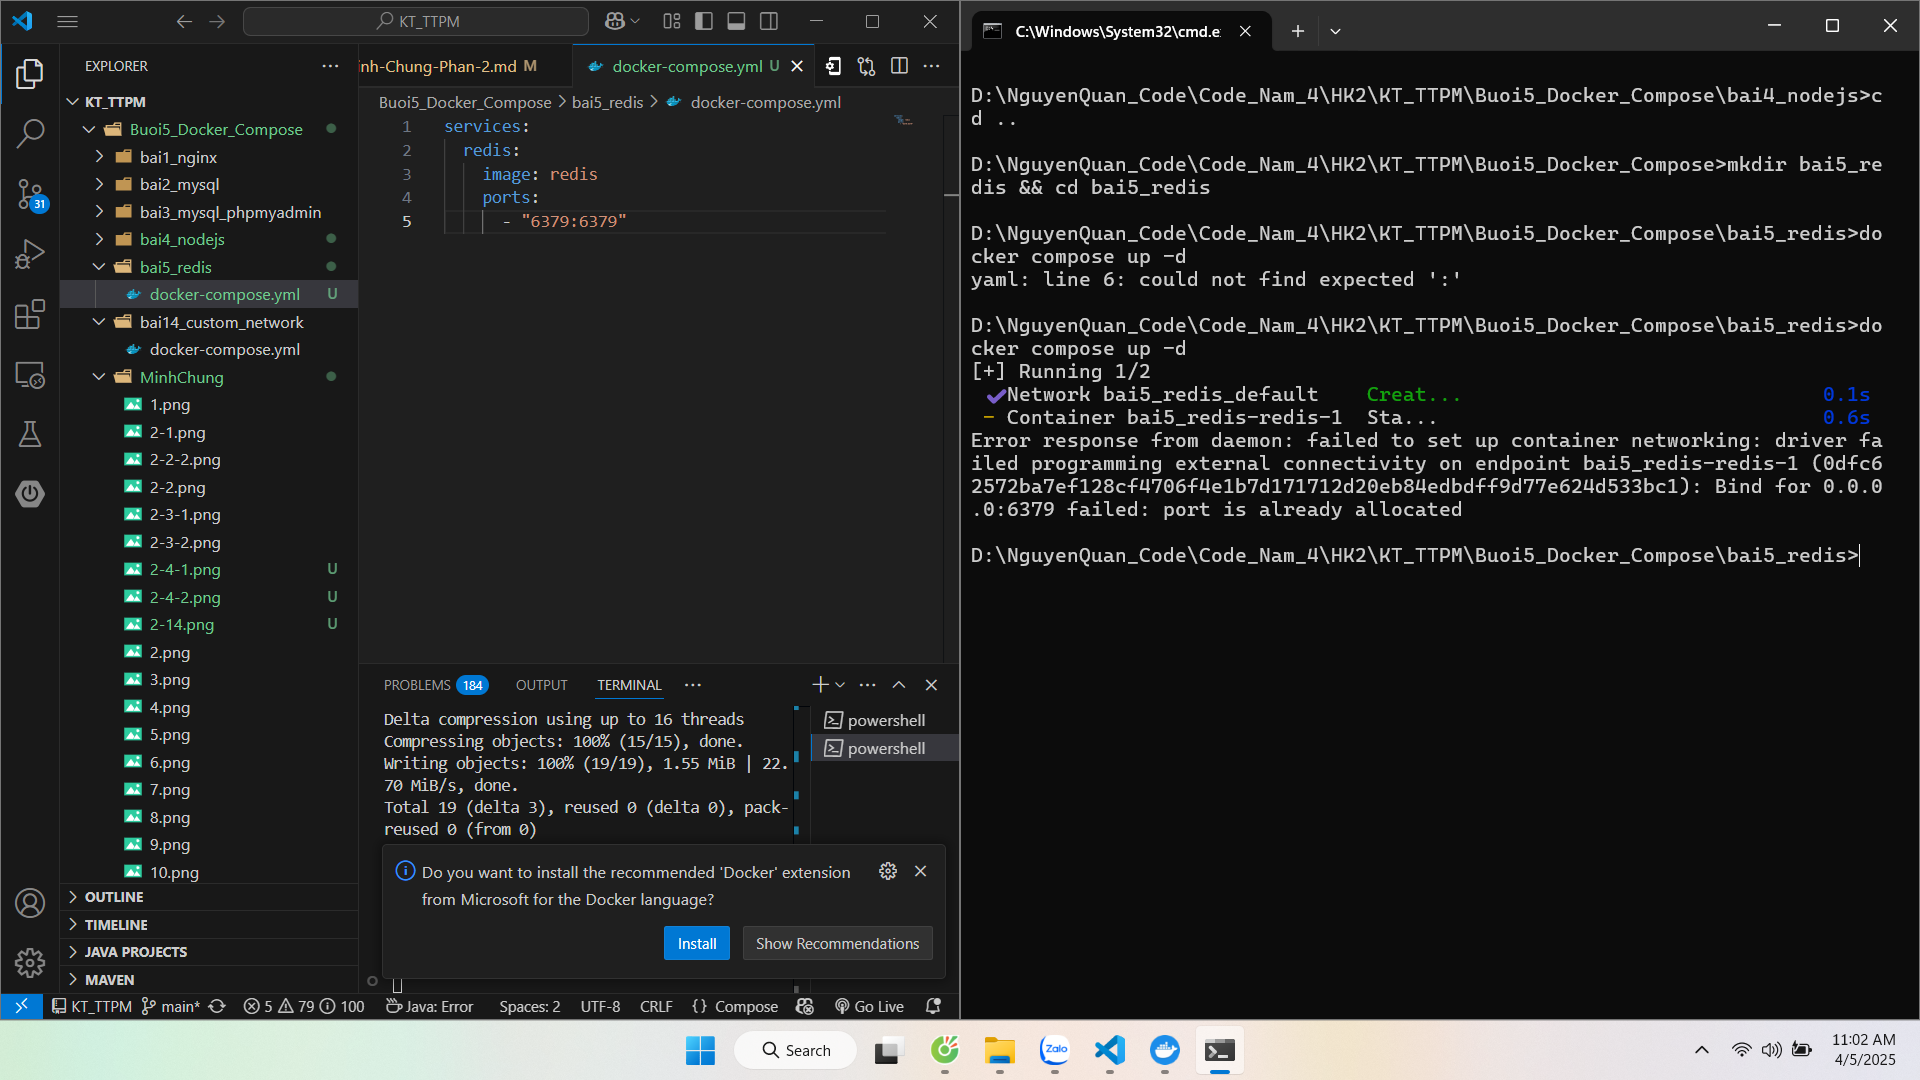 KT_TTPM
EXPLORER
KT_TTPM
Buoi5_Docker_Compose
bai1_nginx
bai2_mysql
bai3_mysql_phpmyadmin
bai4_nodejs
bai5_redis
docker-compose.yml U
bai14_custom_network
docker-compose.yml
MinhChung
1.png
2-1.png
2-2-2.png
2-2.png
2-3-1.png
2-3-2.png
2-4-1.png U
2-4-2.png U
2-14.png U
2.png
3.png
4.png
5.png
6.png
7.png
8.png
9.png
10.png
OUTLINE
TIMELINE
JAVA PROJECTS
MAVEN
31
inh-Chung-Phan-2.md M
docker-compose.yml U
Buoi5_Docker_Compose > bai5_redis > docker-compose.yml
1 services:
2 redis:
3 image: redis
4 ports:
5 - "6379:6379"
PROBLEMS 184 OUTPUT TERMINAL
Delta compression using up to 16 threads
Compressing objects: 100% (15/15), done.
Writing objects: 100% (19/19), 1.55 MiB | 22.
70 MiB/s, done.
Total 19 (delta 3), reused 0 (delta 0), pack-
reused 0 (from 0)
powershell
powershell
Do you want to install the recommended 'Docker' extension
from Microsoft for the Docker language?
Install
Show Recommendations
KT_TTPM main* 5 79 100 Java: Error Spaces: 2 UTF-8 CRLF {} Compose Go Live
C:\Windows\System32\cmd.e
D:\NguyenQuan_Code\Code_Nam_4\HK2\KT_TTPM\Buoi5_Docker_Compose\bai4_nodejs>c
d ..
D:\NguyenQuan_Code\Code_Nam_4\HK2\KT_TTPM\Buoi5_Docker_Compose>mkdir bai5_re
dis && cd bai5_redis
D:\NguyenQuan_Code\Code_Nam_4\HK2\KT_TTPM\Buoi5_Docker_Compose\bai5_redis>do
cker compose up -d
yaml: line 6: could not find expected ':'
D:\NguyenQuan_Code\Code_Nam_4\HK2\KT_TTPM\Buoi5_Docker_Compose\bai5_redis>do
cker compose up -d
[+] Running 1/2
✔Network bai5_redis_default Creat... 0.1s
- Container bai5_redis-redis-1 Sta... 0.6s
Error response from daemon: failed to set up container networking: driver fa
iled programming external connectivity on endpoint bai5_redis-redis-1 (0dfc6
2572ba7ef128cf4706f4e1b7d171712d20eb84edbdff9d77e624d533bc1): Bind for 0.0.0
.0:6379 failed: port is already allocated
D:\NguyenQuan_Code\Code_Nam_4\HK2\KT_TTPM\Buoi5_Docker_Compose\bai5_redis>
Search
Zalo
11:02 AM
4/5/2025